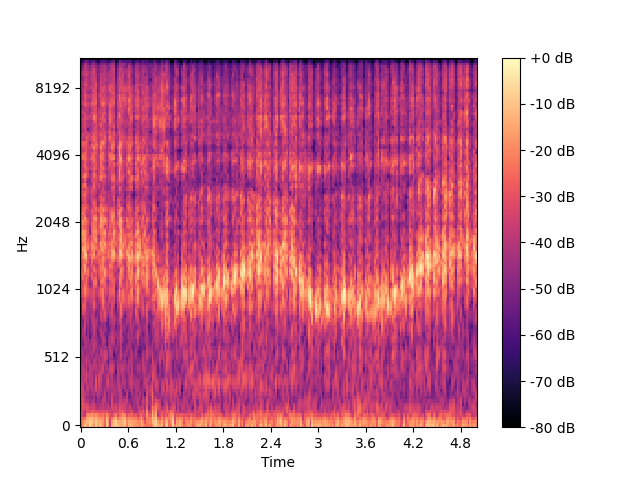 8192
4096
2048
1024
512
0
Hz
0 0.6 1.2 1.8 2.4 3 3.6 4.2 4.8
Time
+0 dB
-10 dB
-20 dB
-30 dB
-40 dB
-50 dB
-60 dB
-70 dB
-80 dB